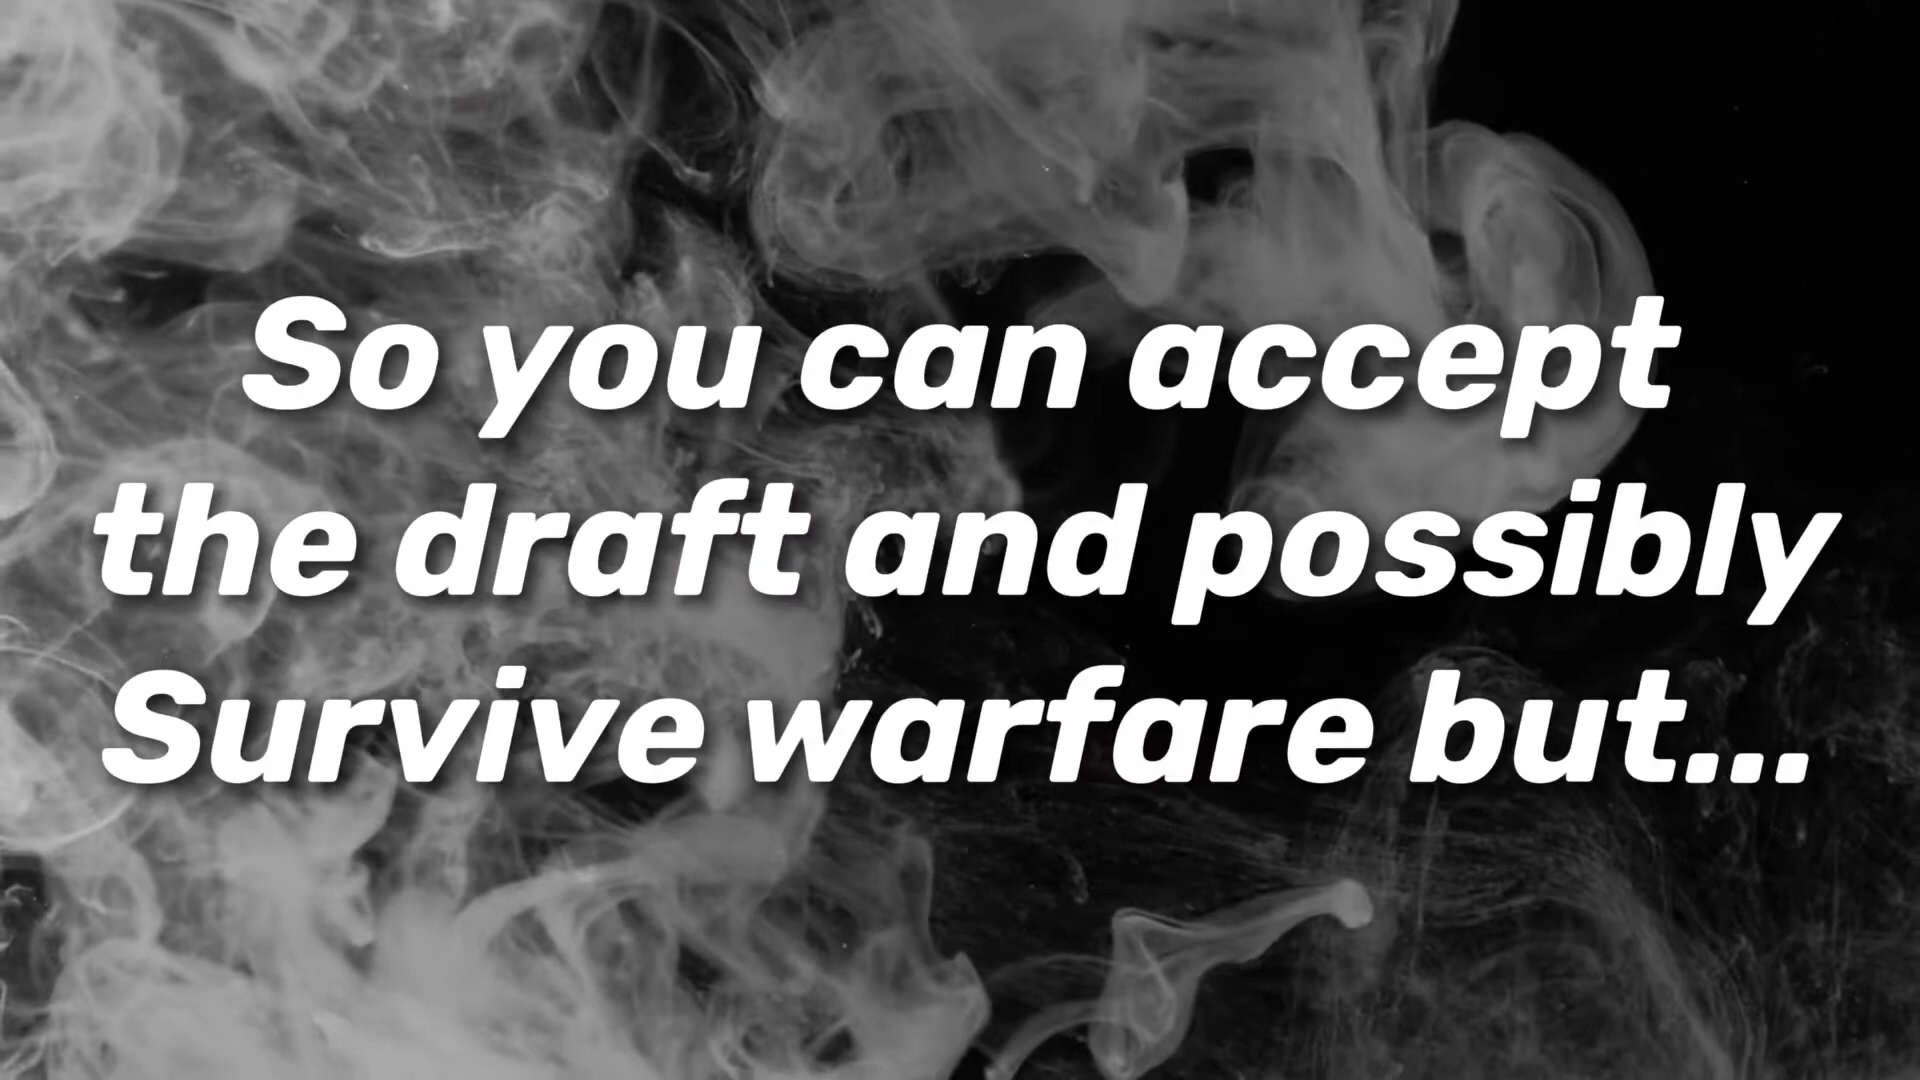 So you can accept
the draft and possibly
Survive warfare but...